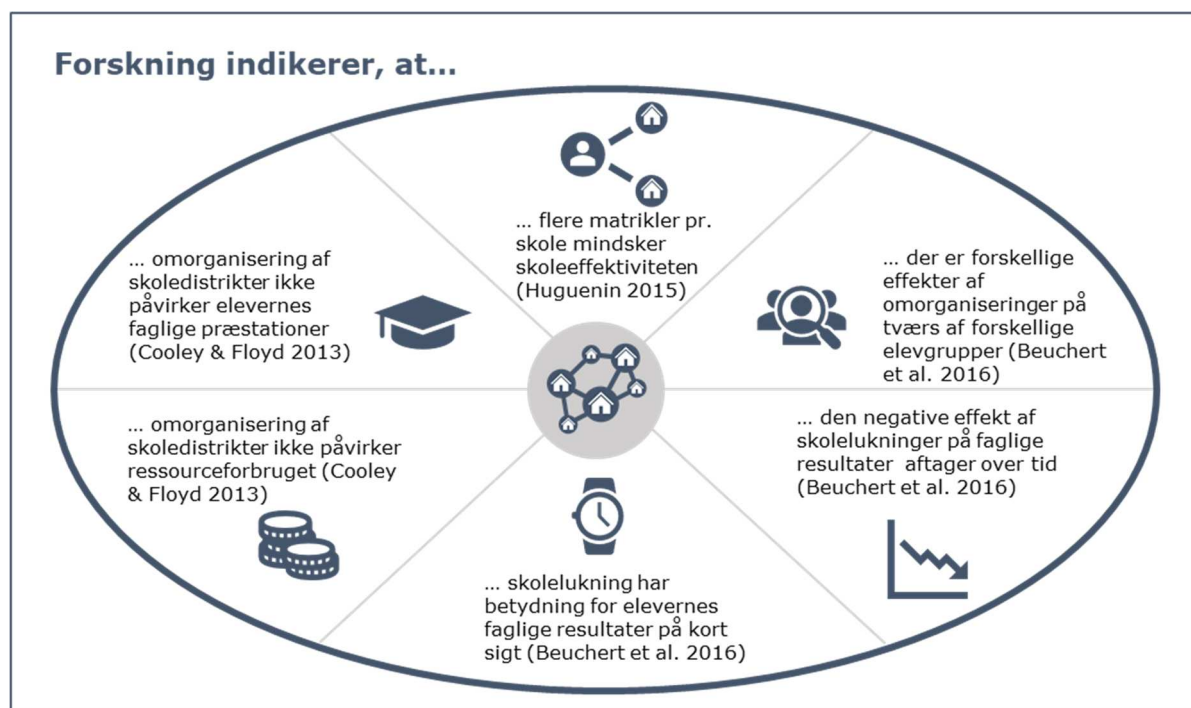 Forskning indikerer, at...
... flere matrikler pr.
skole mindsker
skoleeffektiviteten
(Huguenin 2015)
... omorganisering af
skoledistrikter ikke
påvirker elevernes
faglige præstationer
(Cooley & Floyd 2013)
... der er forskellige
effekter af
omorganiseringer på
tværs af forskellige
elevgrupper (Beuchert
et al. 2016)
... omorganisering af
skoledistrikter ikke påvirker
ressourceforbruget (Cooley
& Floyd 2013)
... den negative effekt af
skolelukninger på faglige
resultater aftager over tid
(Beuchert et al. 2016)
... skolelukning har
betydning for elevernes
faglige resultater på kort
sigt (Beuchert et al. 2016)